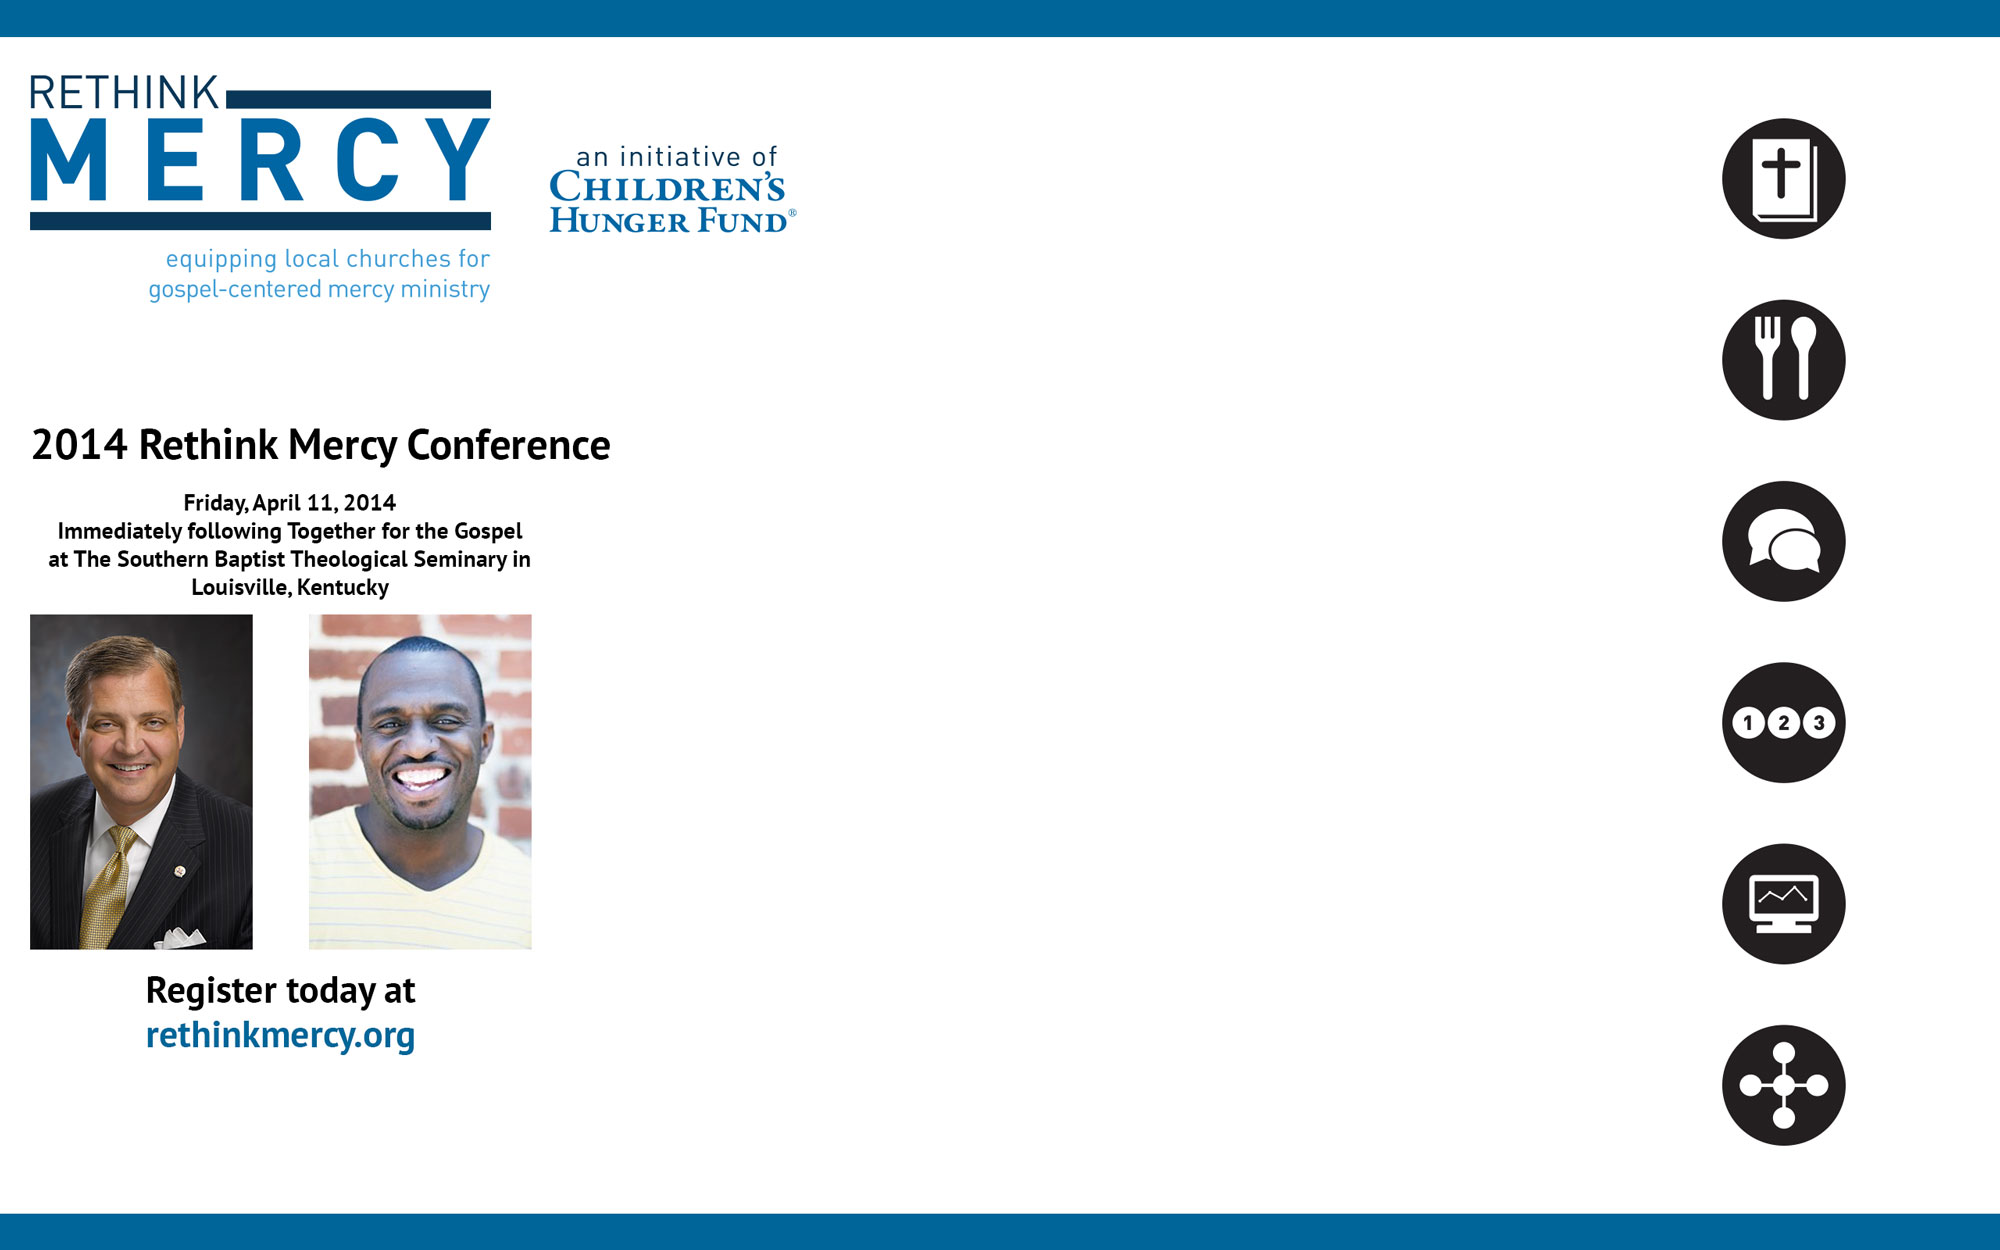 RETHINK
MERCY
equipping local churches for
gospel-centered mercy ministry
an initiative of
CHILDREN'S
HUNGER FUND®
2014 Rethink Mercy Conference
Friday, April 11, 2014
Immediately following Together for the Gospel
at The Southern Baptist Theological Seminary in
Louisville, Kentucky
Register today at
rethinkmercy.org
1 2 3